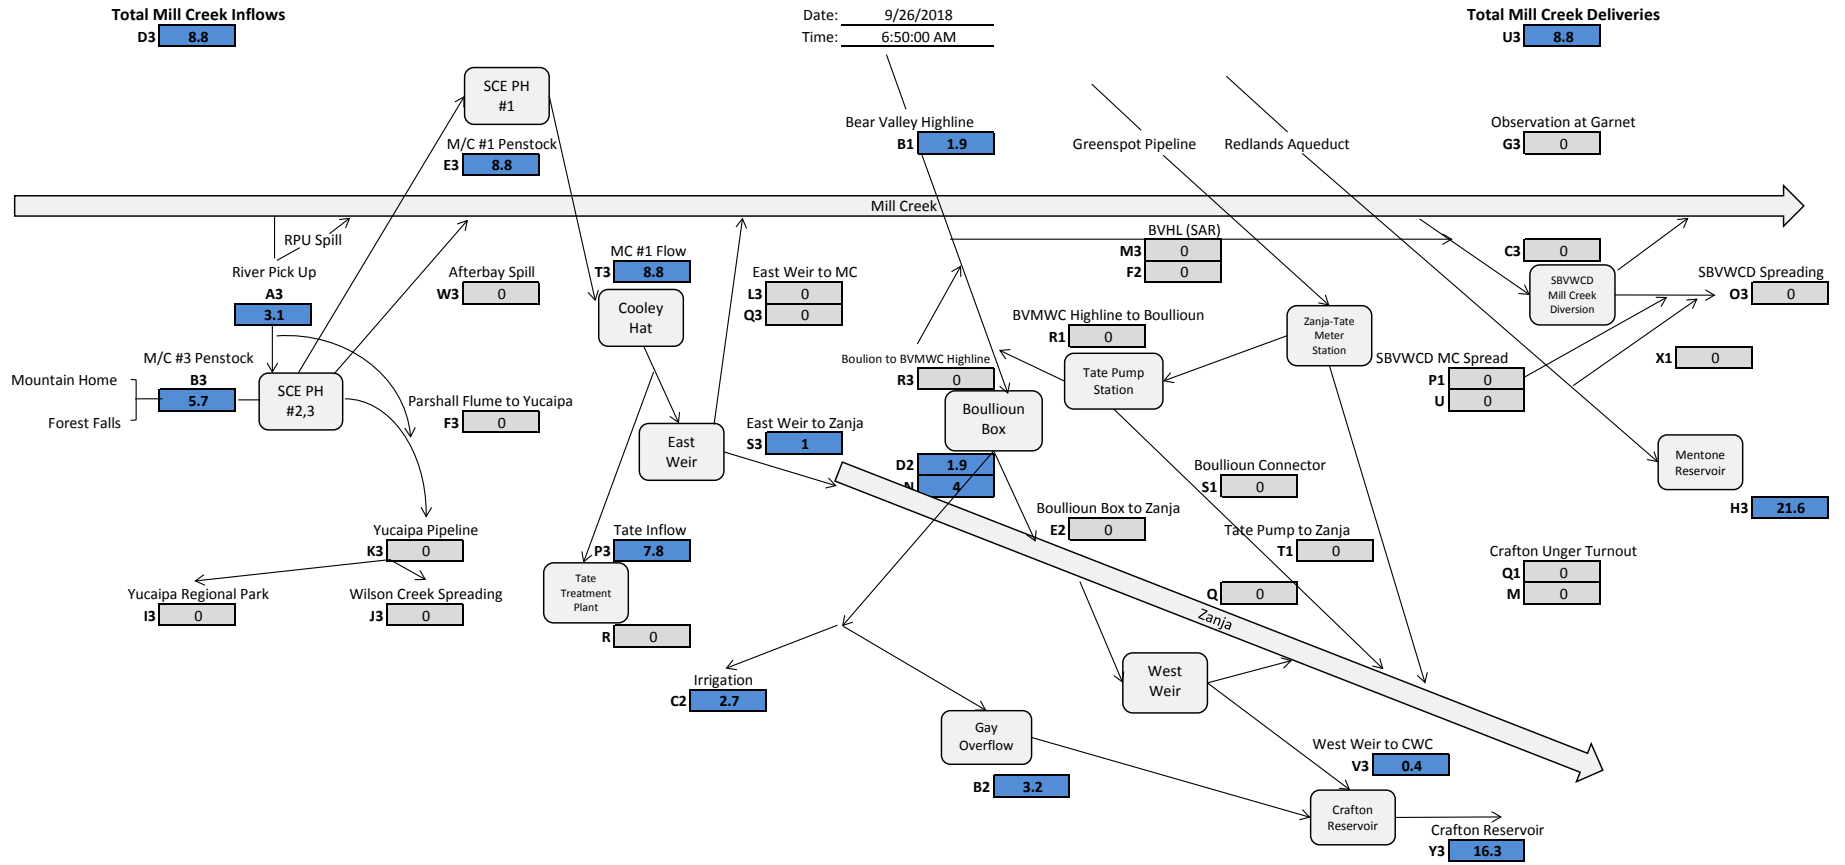 Total Mill Creek Inflows
D3 8.8
Date: 9/26/2018
Time: 6:50:00 AM
Total Mill Creek Deliveries
U3 8.8
SCE PH
#1
M/C #1 Penstock
E3 8.8
Bear Valley Highline
B1 1.9
Greenspot Pipeline
Redlands Aqueduct
Observation at Garnet
G3 0
Mill Creek
RPU Spill
River Pick Up
A3
3.1
Afterbay Spill
W3 0
MC #1 Flow
T3 8.8
Cooley
Hat
East Weir to MC
L3 0
Q3 0
BVHL (SAR)
M3 0
F2 0
C3 0
SBVWCD
Mill Creek
Diversion
SBVWCD Spreading
O3 0
BVMWC Highline to Boullioun
R1 0
Zanja-Tate
Meter
Station
M/C #3 Penstock
B3
5.7
Mountain Home
Forest Falls
SCE PH
#2,3
Parshall Flume to Yucaipa
F3 0
Boulion to BVMWC Highline
R3 0
Tate Pump
Station
SBVWCD MC Spread
P1 0
U 0
X1 0
Boullioun
Box
East
Weir
East Weir to Zanja
S3 1
D2 1.9
N 4
Boullioun Connector
S1 0
Mentone
Reservoir
H3 21.6
Boullioun Box to Zanja
E2 0
Tate Pump to Zanja
T1 0
Yucaipa Pipeline
K3 0
Tate Inflow
P3 7.8
Tate
Treatment
Plant
R 0
Crafton Unger Turnout
Q1 0
M 0
Yucaipa Regional Park
I3 0
Wilson Creek Spreading
J3 0
Q 0
Zanja
Irrigation
C2 2.7
West
Weir
Gay
Overflow
B2 3.2
West Weir to CWC
V3 0.4
Crafton
Reservoir
Crafton Reservoir
Y3 16.3